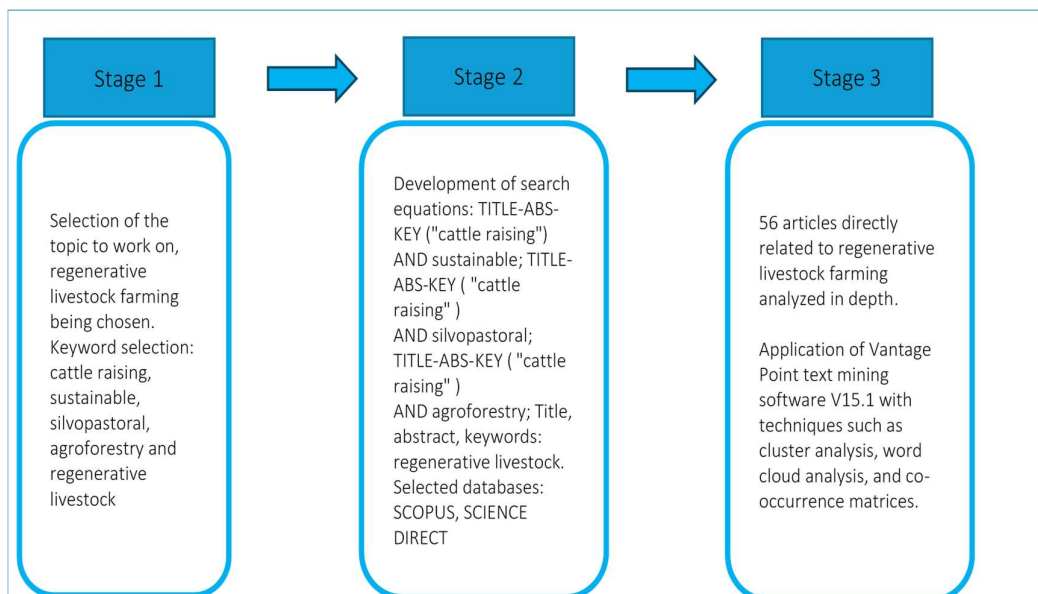 Stage 1
Selection of the
topic to work on,
regenerative
livestock farming
being chosen.
Keyword selection:
cattle raising,
sustainable,
silvopastoral,
agroforestry and
regenerative
livestock
Stage 2
Development of search
equations: TITLE-ABS-
KEY ("cattle raising")
AND sustainable; TITLE-
ABS-KEY ( "cattle
raising" )
AND silvopastoral;
TITLE-ABS-KEY ( "cattle
raising" )
AND agroforestry; Title,
abstract, keywords:
regenerative livestock.
Selected databases:
SCOPUS, SCIENCE
DIRECT
Stage 3
56 articles directly
related to regenerative
livestock farming
analyzed in depth.
Application of Vantage
Point text mining
software V15.1 with
techniques such as
cluster analysis, word
cloud analysis, and co-
occurrence matrices.